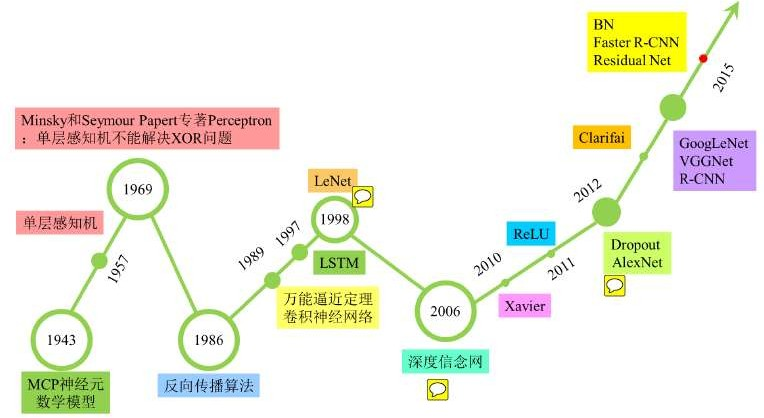 BN
Faster R-CNN
Residual Net
2015
Minsky和Seymour Papert专著Perceptron
：单层感知机不能解决XOR问题
Clarifai
GoogLeNet
VGGNet
R-CNN
1969
LeNet
2012
单层感知机
1998
ReLU
1957
1989
1997
LSTM
2010
2011
Dropout
AlexNet
万能逼近定理
卷积神经网络
Xavier
1943
1986
2006
MCP神经元
数学模型
反向传播算法
深度信念网